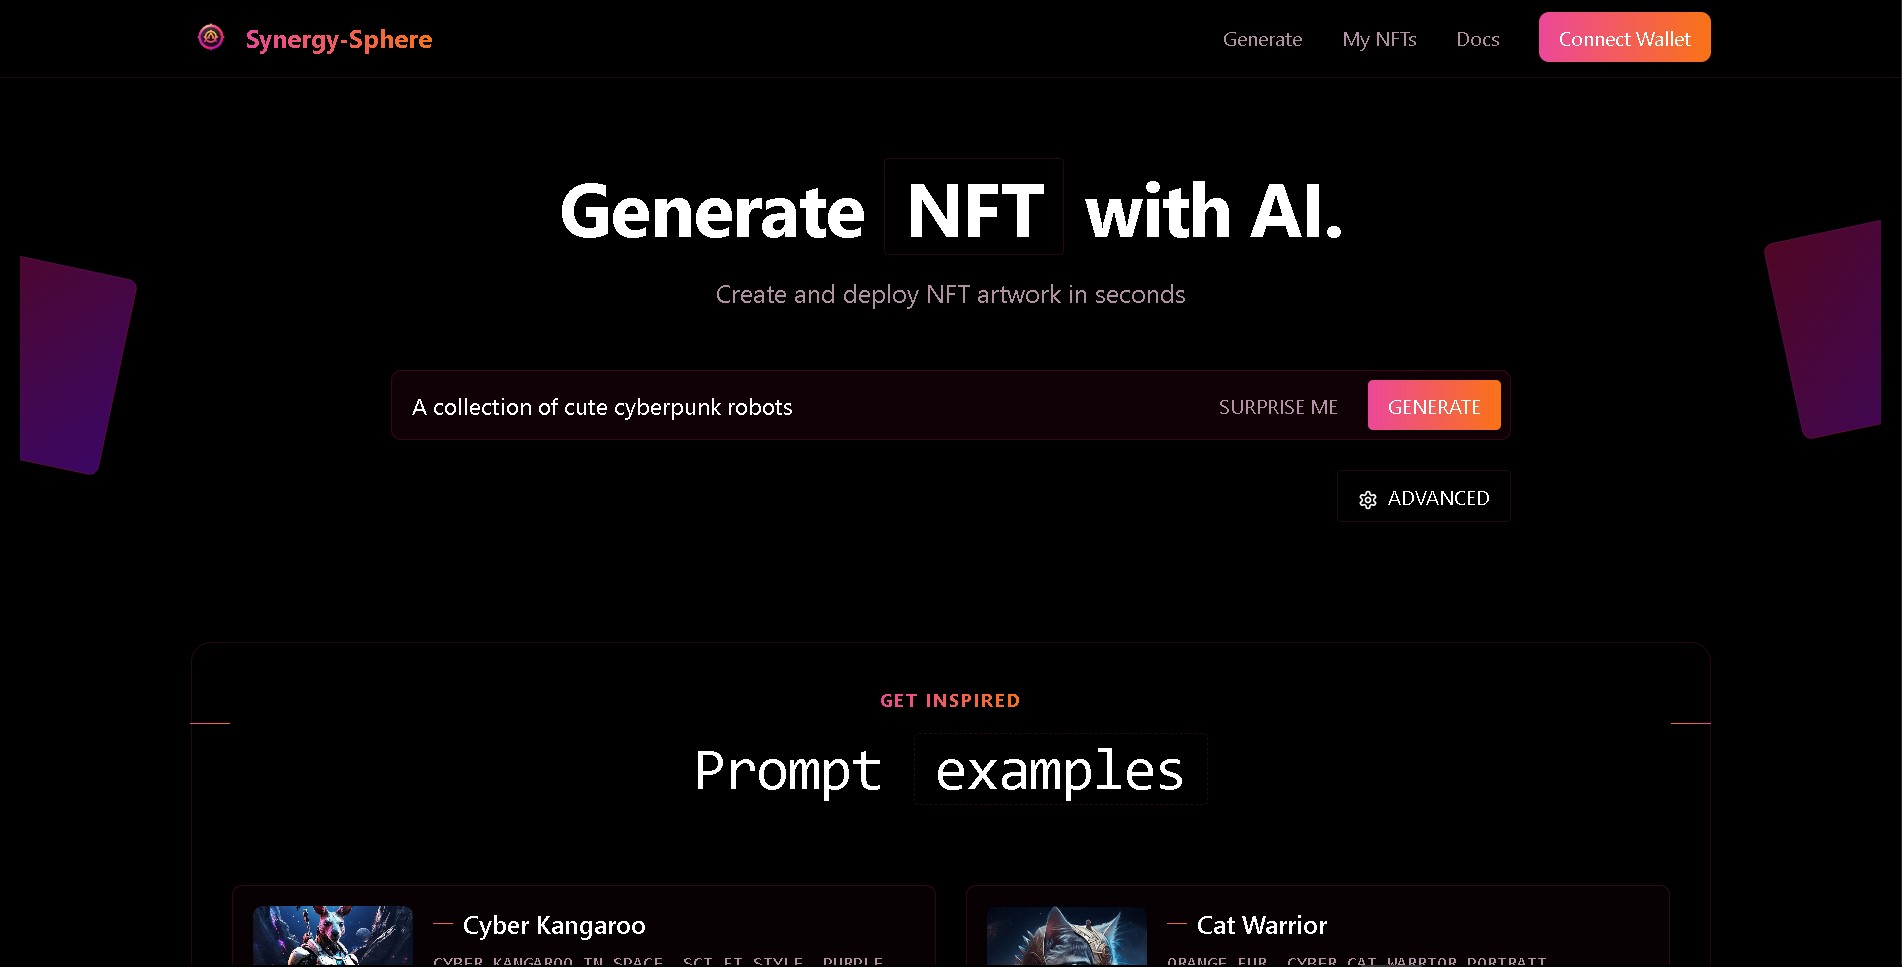 Synergy-Sphere
Generate My NFTs Docs Connect Wallet
Generate NFT with AI.
Create and deploy NFT artwork in seconds
A collection of cute cyberpunk robots SURPRISE ME GENERATE
ADVANCED
GET INSPIRED
Prompt examples
Cyber Kangaroo
CYBER KANGAROO IN SPACE, SCI FI STYLE, PURPLE
Cat Warrior
ORANGE FUR, CYBER CAT WARRIOR PORTRAIT